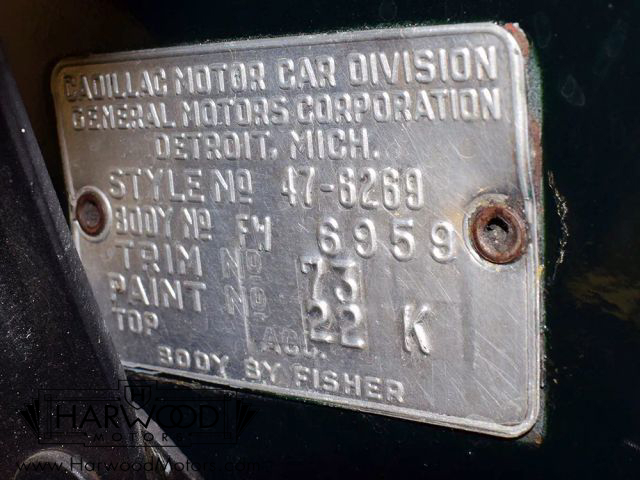 CADILLAC MOTOR CAR DIVISION
GENERAL MOTORS CORPORATION
DETROIT, MICH.
STYLE Nº 47-6269
BODY Nº FW 6959
TRIM Nº 73
PAINT Nº 22 K
TOP ACC.
BODY BY FISHER
HARWOOD
MOTORS
www.HarwoodMotors.com